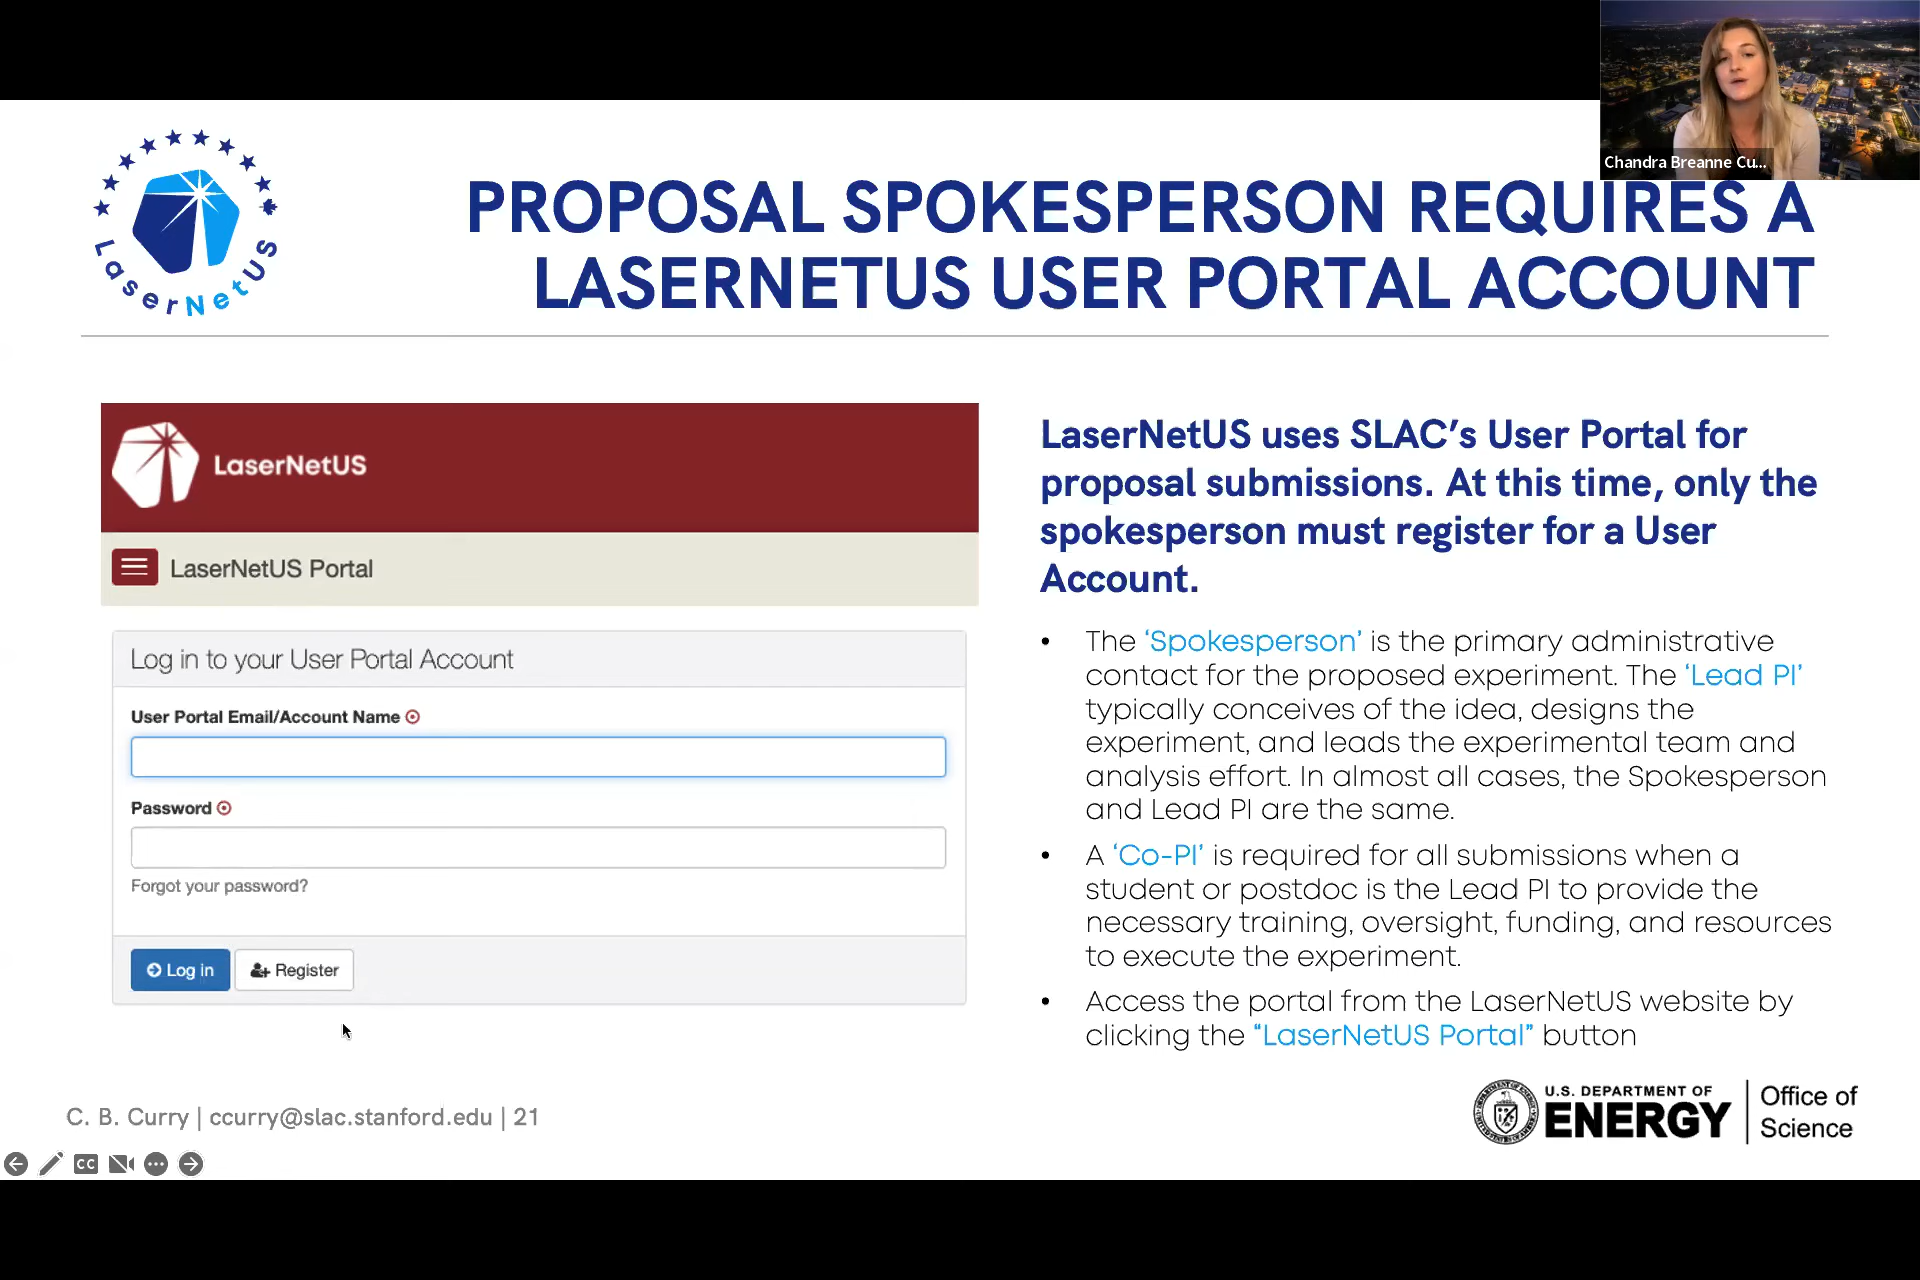 Chandra Breanne Cu...
LaserNetUS
PROPOSAL SPOKESPERSON REQUIRES A
LASERNETUS USER PORTAL ACCOUNT
LaserNetUS
LaserNetUS Portal
Log in to your User Portal Account
User Portal Email/Account Name
Password
Forgot your password?
Log in
Register
LaserNetUS uses SLAC’s User Portal for
proposal submissions. At this time, only the
spokesperson must register for a User
Account.
• The ‘Spokesperson’ is the primary administrative
contact for the proposed experiment. The ‘Lead PI’
typically conceives of the idea, designs the
experiment, and leads the experimental team and
analysis effort. In almost all cases, the Spokesperson
and Lead PI are the same.
• A ‘Co-PI’ is required for all submissions when a
student or postdoc is the Lead PI to provide the
necessary training, oversight, funding, and resources
to execute the experiment.
• Access the portal from the LaserNetUS website by
clicking the “LaserNetUS Portal” button
C. B. Curry | ccurry@slac.stanford.edu | 21
U.S. DEPARTMENT OF
ENERGY
Office of
Science
CC